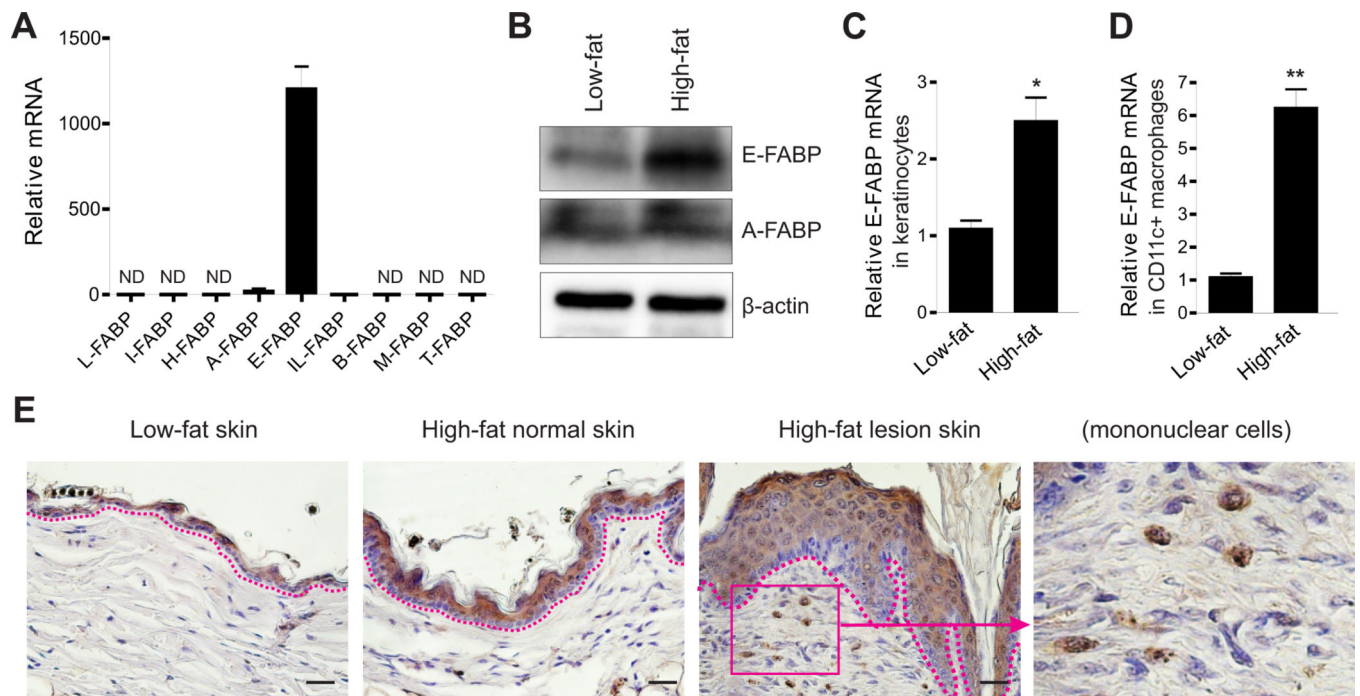 A
Relative mRNA
1500
1000
500
0
ND ND ND ND ND ND
L-FABP
I-FABP
H-FABP
A-FABP
E-FABP
IL-FABP
B-FABP
M-FABP
T-FABP
B
Low-fat
High-fat
E-FABP
A-FABP
β-actin
C
Relative E-FABP mRNA
in keratinocytes
3
2
1
0
*
Low-fat
High-fat
D
Relative E-FABP mRNA
in CD11c+ macrophages
7
6
5
4
3
2
1
0
**
Low-fat
High-fat
E
Low-fat skin
High-fat normal skin
High-fat lesion skin
(mononuclear cells)